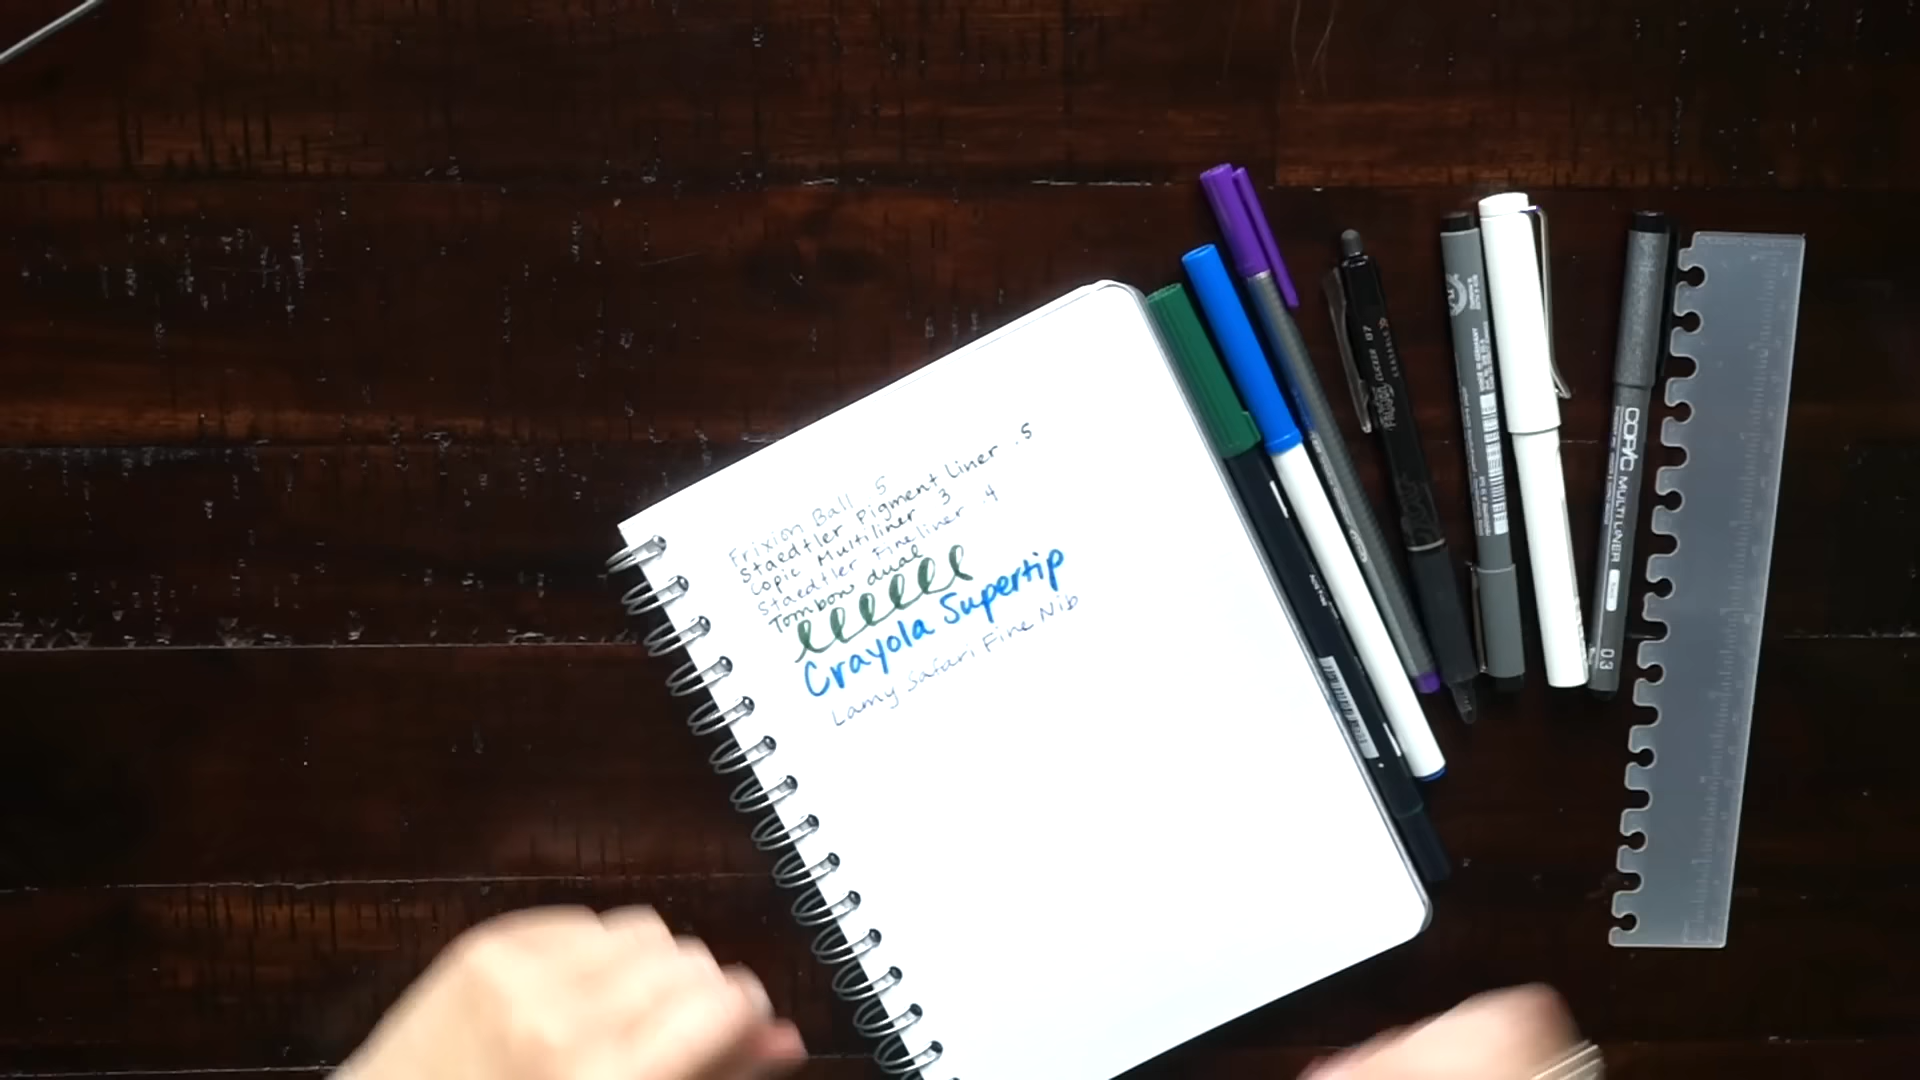 Frixion Ball .5
Staedtler Pigment Liner .5
Copic Multiliner 3
Staedtler Fineliner .4
Tombow dual
Crayola Supertip
Lamy Safari Fine Nib
COPIC MULTILINER
0.3
07